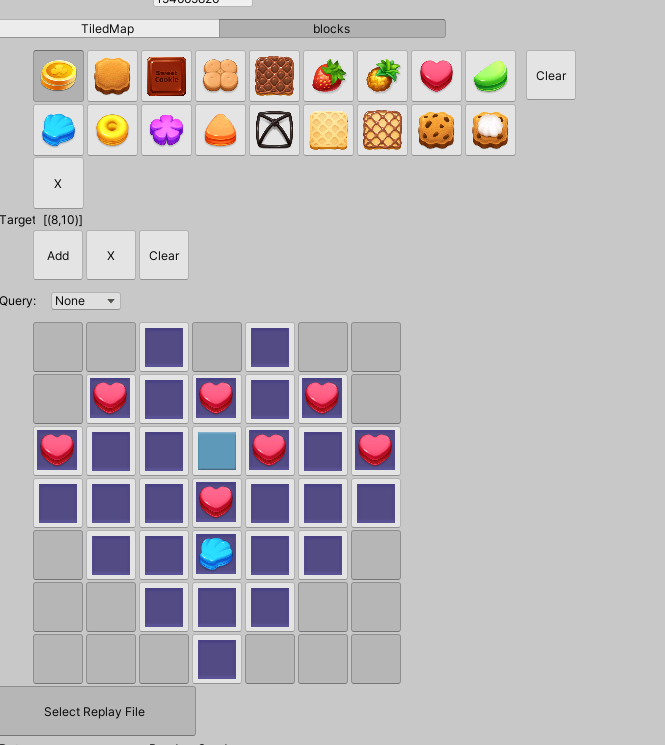 TiledMap blocks
Sweet Cookie
Clear
X
Target [(8,10)]
Add X Clear
Query: None
Select Replay File